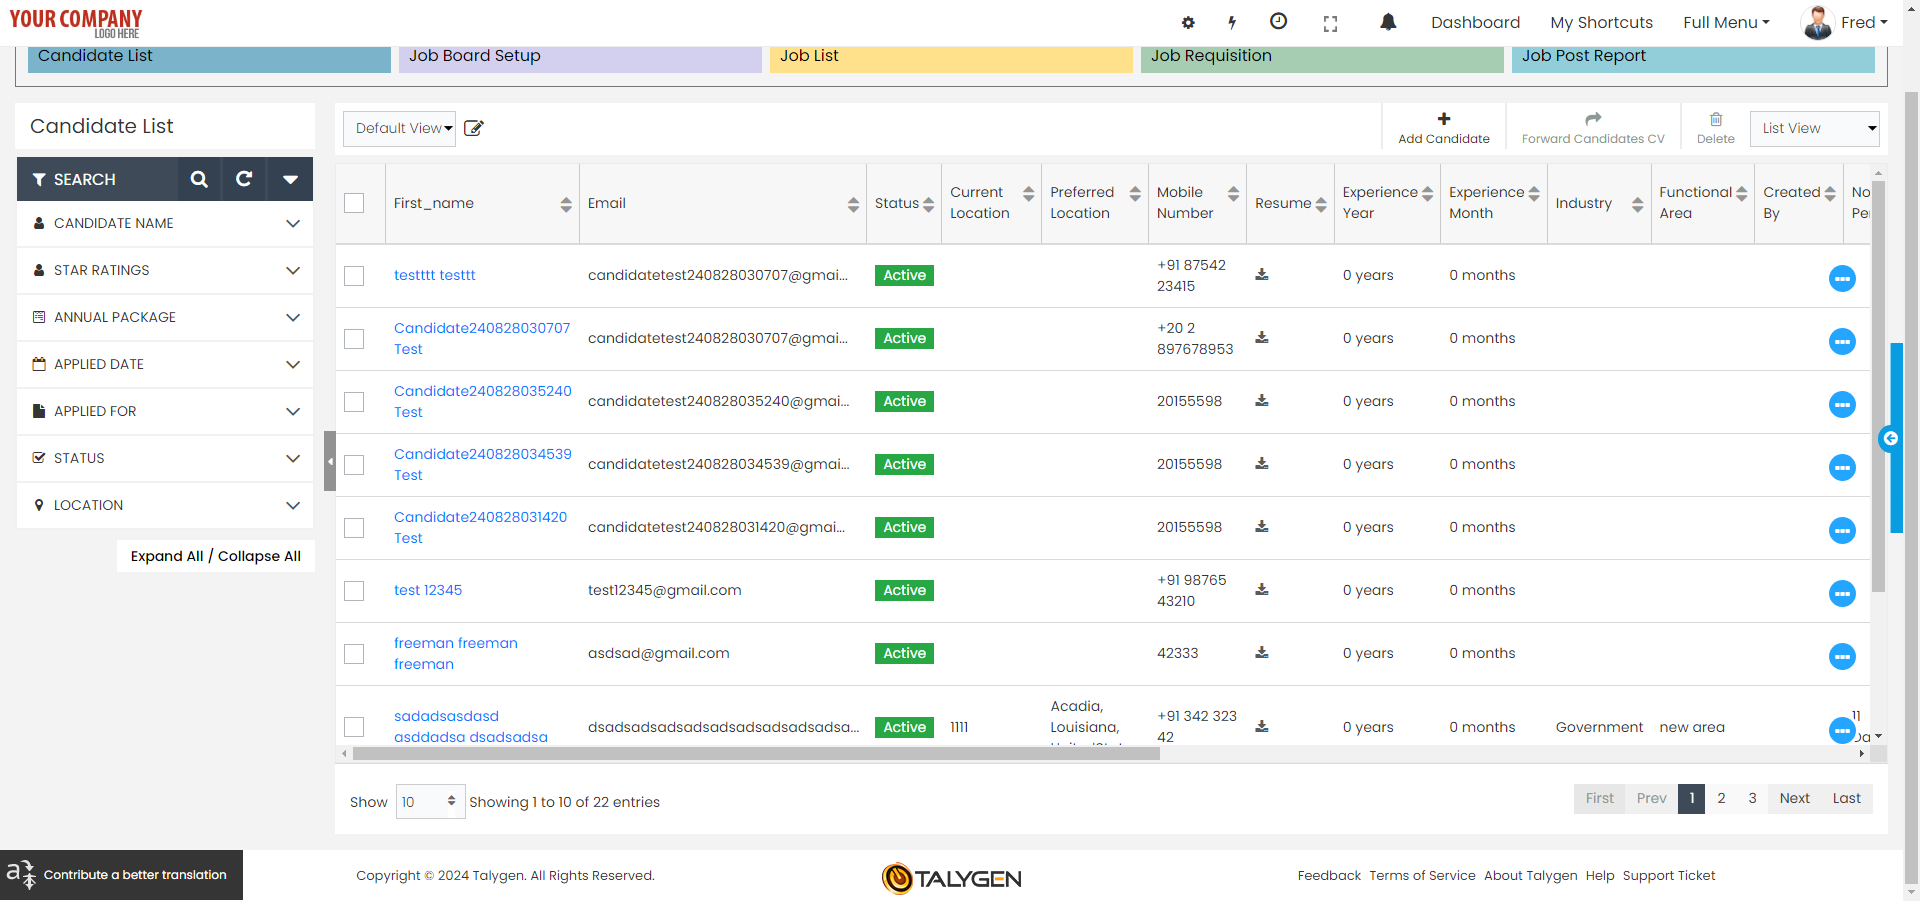 YOUR COMPANY
LOGO HERE
Dashboard My Shortcuts Full Menu Fred
Candidate List Job Board Setup Job List Job Requisition Job Post Report
Candidate List
Default View
Add Candidate Forward Candidates CV Delete List View
SEARCH
CANDIDATE NAME
STAR RATINGS
ANNUAL PACKAGE
APPLIED DATE
APPLIED FOR
STATUS
LOCATION
Expand All / Collapse All
First_name Email Status Current Location Preferred Location Mobile Number Resume Experience Year Experience Month Industry Functional Area Created By No Pe
testttt testtt candidatetest240828030707@gmai... Active +91 87542 23415 0 years 0 months
Candidate240828030707 Test candidatetest240828030707@gmai... Active +20 2 897678953 0 years 0 months
Candidate240828035240 Test candidatetest240828035240@gmai... Active 20155598 0 years 0 months
Candidate240828034539 Test candidatetest240828034539@gmai... Active 20155598 0 years 0 months
Candidate240828031420 Test candidatetest240828031420@gmai... Active 20155598 0 years 0 months
test 12345 test12345@gmail.com Active +91 98765 43210 0 years 0 months
freeman freeman freeman asdsad@gmail.com Active 42333 0 years 0 months
sadadsasdasd asddadsa dsadsadsa dsadsadsadsadsadsadsadsadsadsa... Active 1111 Acadia, Louisiana, +91 342 323 42 0 years 0 months Government new area 11
Show 10 Showing 1 to 10 of 22 entries
First Prev 1 2 3 Next Last
Contribute a better translation
Copyright © 2024 Talygen. All Rights Reserved.
TALYGEN
Feedback Terms of Service About Talygen Help Support Ticket